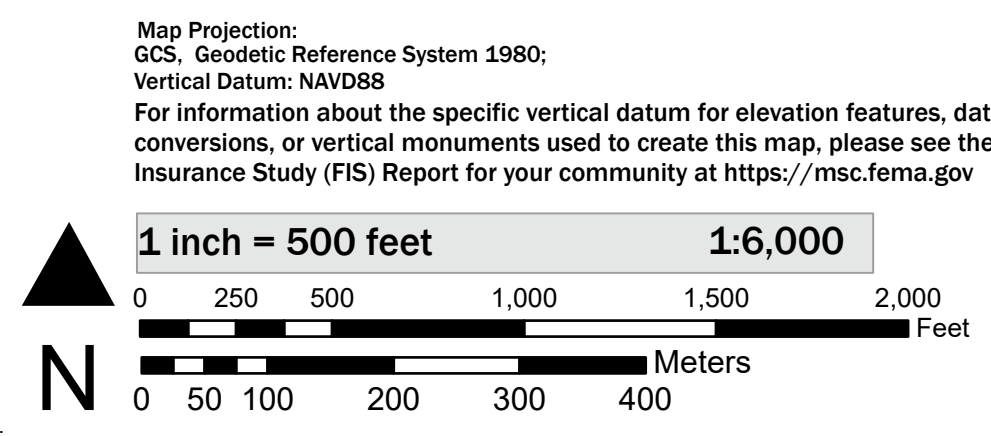 Map Projection:
GCS,  Geodetic Reference System 1980;
Vertical Datum: NAVD88
For information about the specific vertical datum for elevation features, dat
conversions, or vertical monuments used to create this map, please see the
Insurance Study (FIS) Report for your community at https://msc.fema.gov
1 inch = 500 feet 1:6,000
0 250 500 1,000 1,500 2,000
Feet
N
Meters
0 50 100 200 300 400